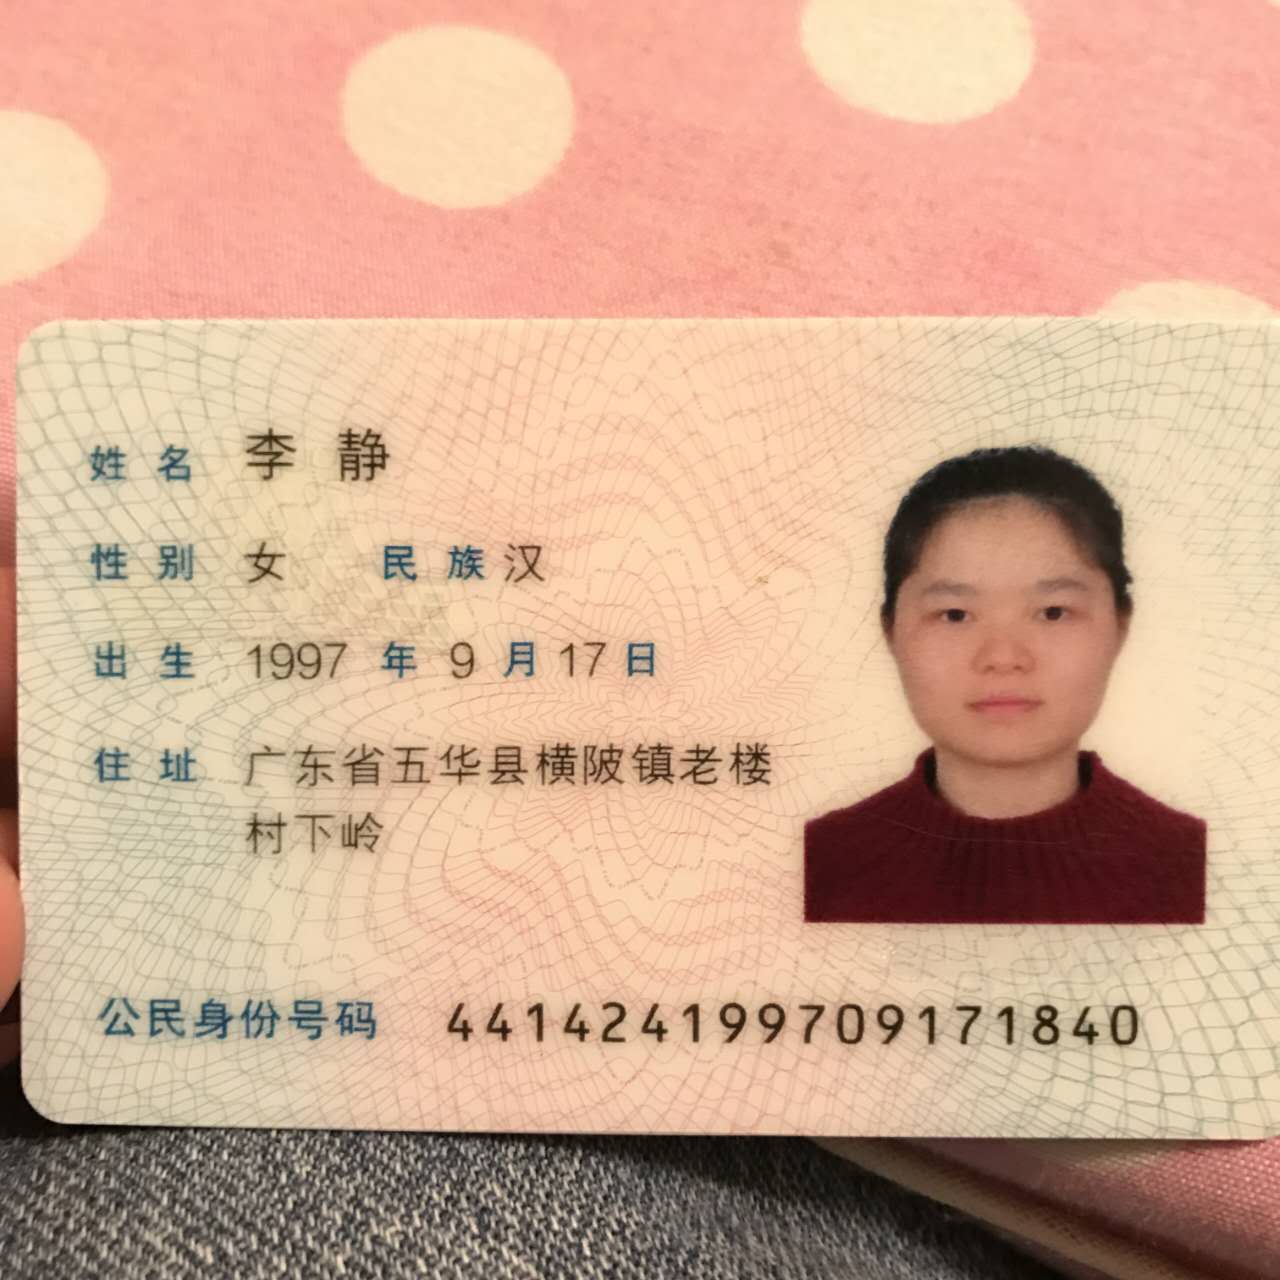 姓名 李静
性别 女 民族 汉
出生 1997 年 9 月 17 日
住址 广东省五华县横陂镇老楼
村下岭
公民身份号码 441424199709171840